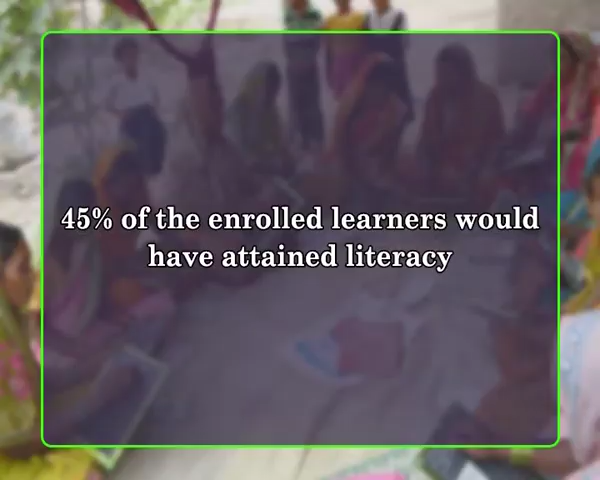 45% of the enrolled learners would
have attained literacy